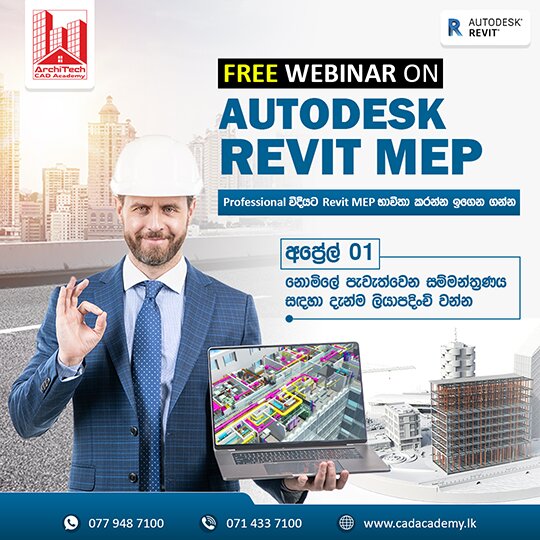 ArchiTech
CAD Academy
R AUTODESK®
REVIT®
FREE WEBINAR ON
AUTODESK
REVIT MEP
Professional විදියට Revit MEP භාවිතා කරන්න ඉගෙන ගන්න
අප්‍රේල් 01
නොමිලේ පැවැත්වෙන සම්මන්ත්‍රණය
සඳහා දැන්ම ලියාපදිංචි වන්න
077 948 7100
071 433 7100
www.cadacademy.lk